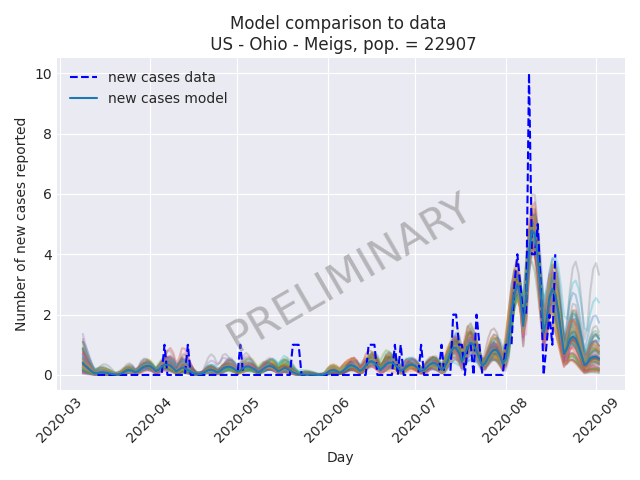 Model comparison to data
US - Ohio - Meigs, pop. = 22907
new cases data
new cases model
Number of new cases reported
10
8
6
4
2
0
PRELIMINARY
2020-03
2020-04
2020-05
2020-06
2020-07
2020-08
2020-09
Day